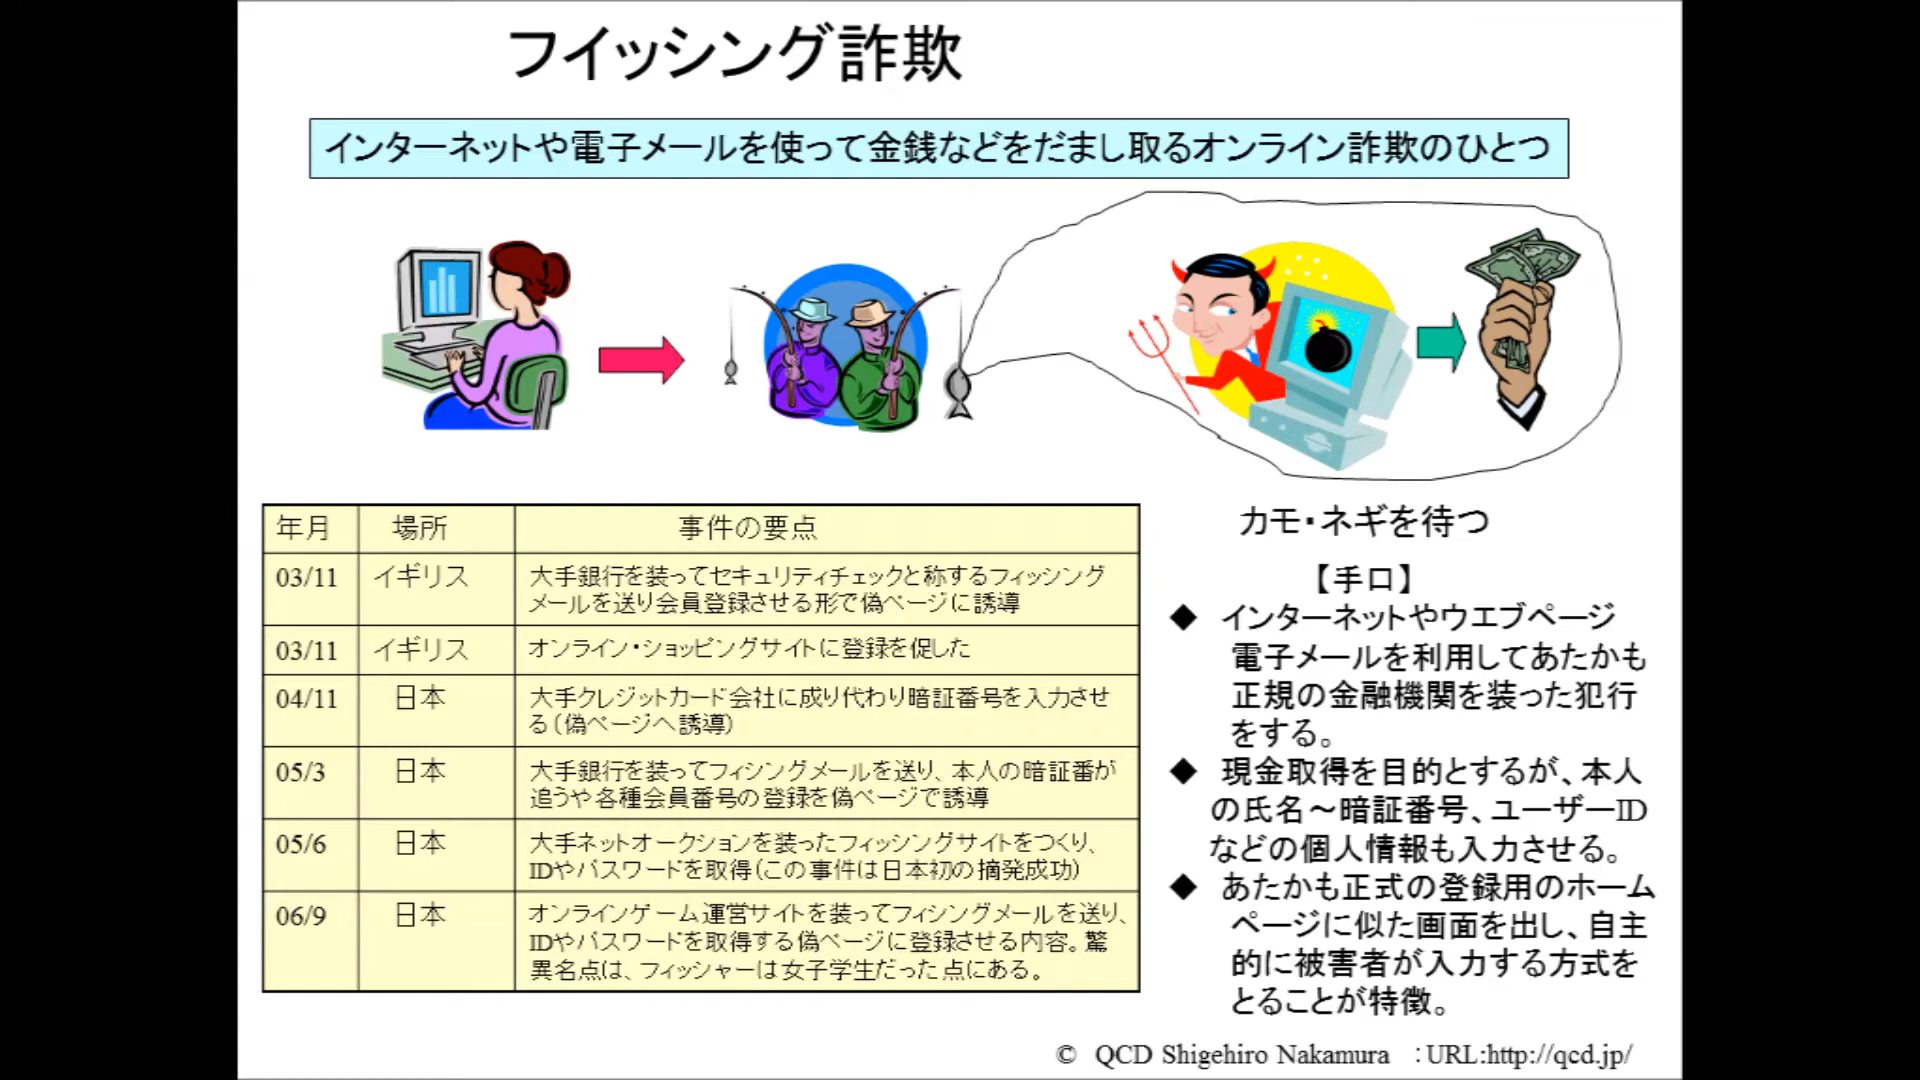 フイッシング詐欺
インターネットや電子メールを使って金銭などをだまし取るオンライン詐欺のひとつ
年月 場所 事件の要点
03/11 イギリス 大手銀行を装ってセキュリティチェックと称するフィッシング
メールを送り会員登録させる形で偽ページに誘導
03/11 イギリス オンライン・ショッピングサイトに登録を促した
04/11 日本 大手クレジットカード会社に成り代わり暗証番号を入力させ
る(偽ページへ誘導)
05/3 日本 大手銀行を装ってフィシングメールを送り、本人の暗証番が
追うや各種会員番号の登録を偽ページで誘導
05/6 日本 大手ネットオークションを装ったフィッシングサイトをつくり、
IDやパスワードを取得(この事件は日本初の摘発成功)
06/9 日本 オンラインゲーム運営サイトを装ってフィシングメールを送り、
IDやパスワードを取得する偽ページに登録させる内容。驚
異名点は、フィッシャーは女子学生だった点にある。
カモ・ネギを待つ
【手口】
◆ インターネットやウエブページ
電子メールを利用してあたかも
正規の金融機関を装った犯行
をする。
◆ 現金取得を目的とするが、本人
の氏名～暗証番号、ユーザーID
などの個人情報も入力させる。
◆ あたかも正式の登録用のホーム
ページに似た画面を出し、自主
的に被害者が入力する方式を
とることが特徴。
© QCD Shigehiro Nakamura ：URL:http://qcd.jp/